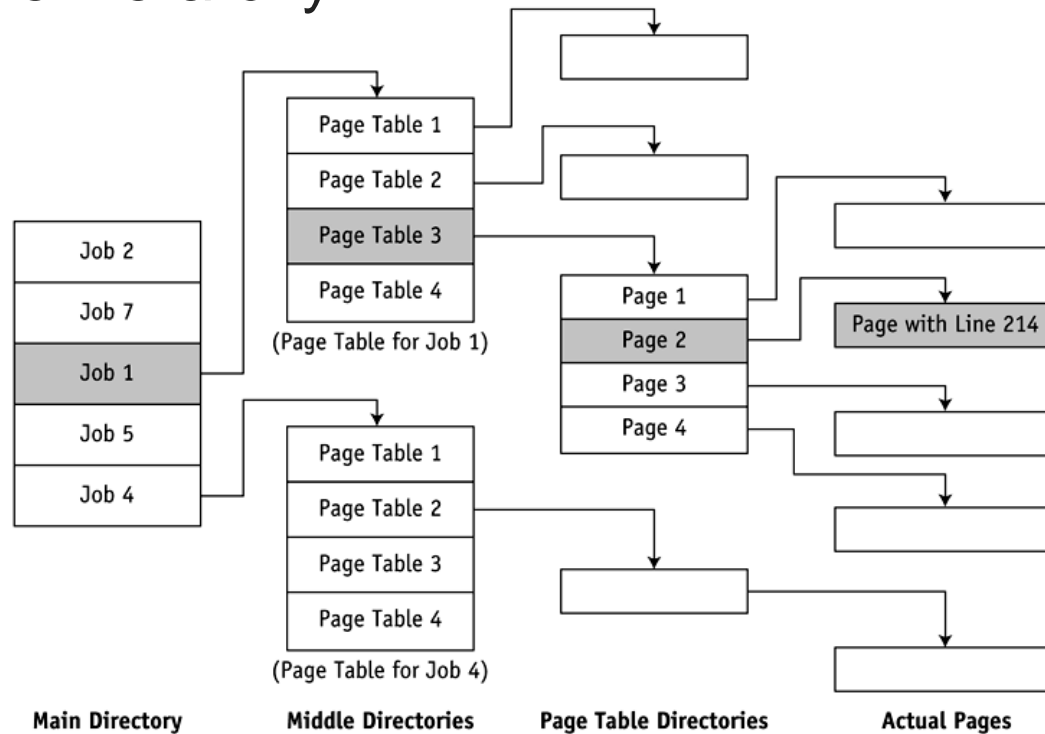 Page Table 1
Page Table 2
Page Table 3
Page Table 4
(Page Table for Job 1)
Job 2
Job 7
Job 1
Job 5
Job 4
Page 1
Page 2
Page 3
Page 4
Page with Line 214
Page Table 1
Page Table 2
Page Table 3
Page Table 4
(Page Table for Job 4)
Main Directory
Middle Directories
Page Table Directories
Actual Pages